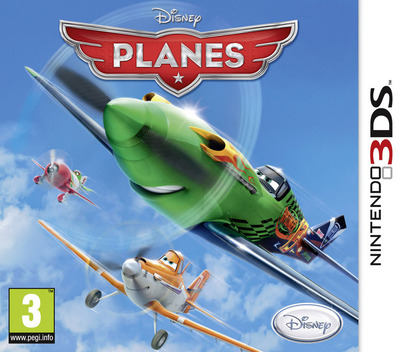 Disney
PLANES
NINTENDO 3DS
3
www.pegi.info
Disney